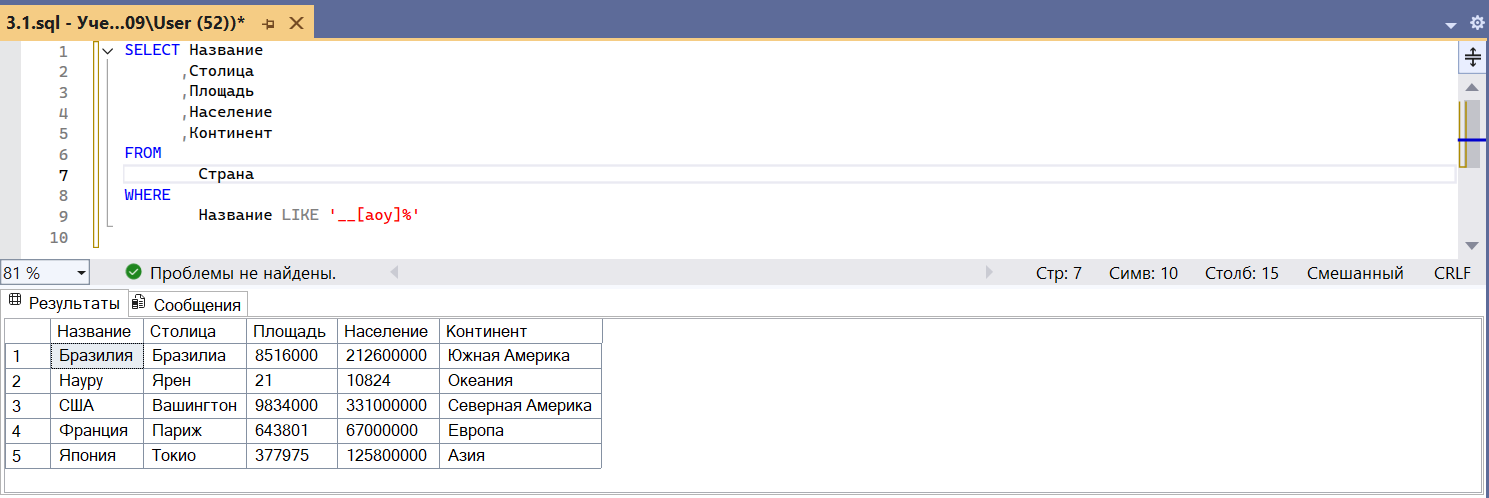 3.1.sql - Уче...09\User (52))*
1 SELECT Название
2 ,Столица
3 ,Площадь
4 ,Население
5 ,Континент
6 FROM
7 Страна
8 WHERE
9 Название LIKE '__[аоу]%'
10
81 % Проблемы не найдены. Стр: 7 Симв: 10 Столб: 15 Смешанный CRLF
Результаты Сообщения
Название Столица Площадь Население Континент
1 Бразилия Бразилиа 8516000 212600000 Южная Америка
2 Науру Ярен 21 10824 Океания
3 США Вашингтон 9834000 331000000 Северная Америка
4 Франция Париж 643801 67000000 Европа
5 Япония Токио 377975 125800000 Азия